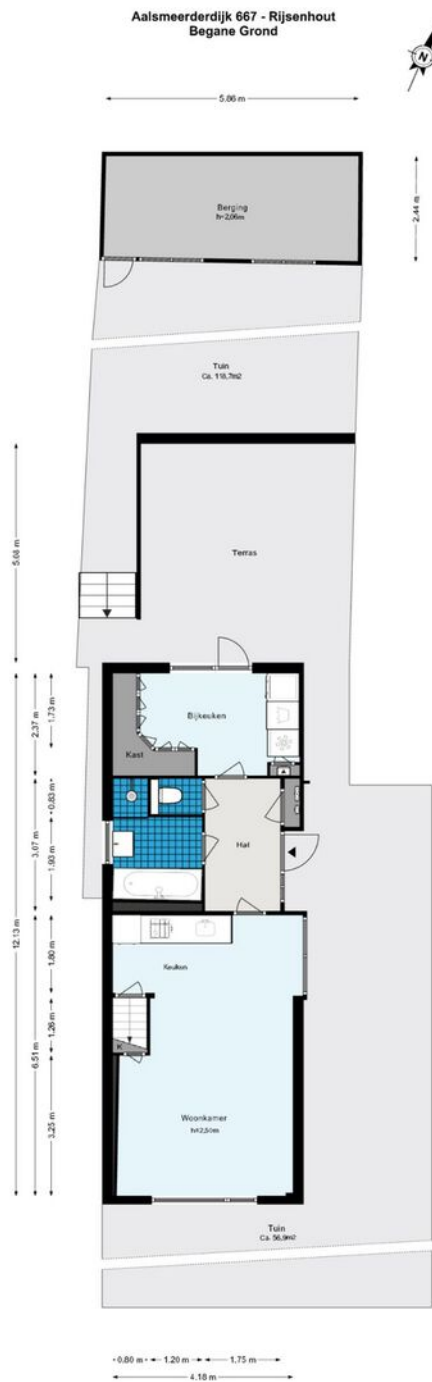 Aalsmeerderdijk 667 - Rijsenhout
Begane Grond
N
5.86 m
2.44 m
Berging
h=2,06m
Tuin
Ca. 118,7m2
5.08 m
Terras
12.13 m
2.37 m
1.73 m
Bijkeuken
Kast
3.07 m
0.83
1.93 m
Hal
6.51 m
1.80 m
Keuken
1.26 m
K
3.25 m
Woonkamer
h=2,50m
Tuin
Ca. 56,9m2
0.80 m
1.20 m
1.75 m
4.18 m